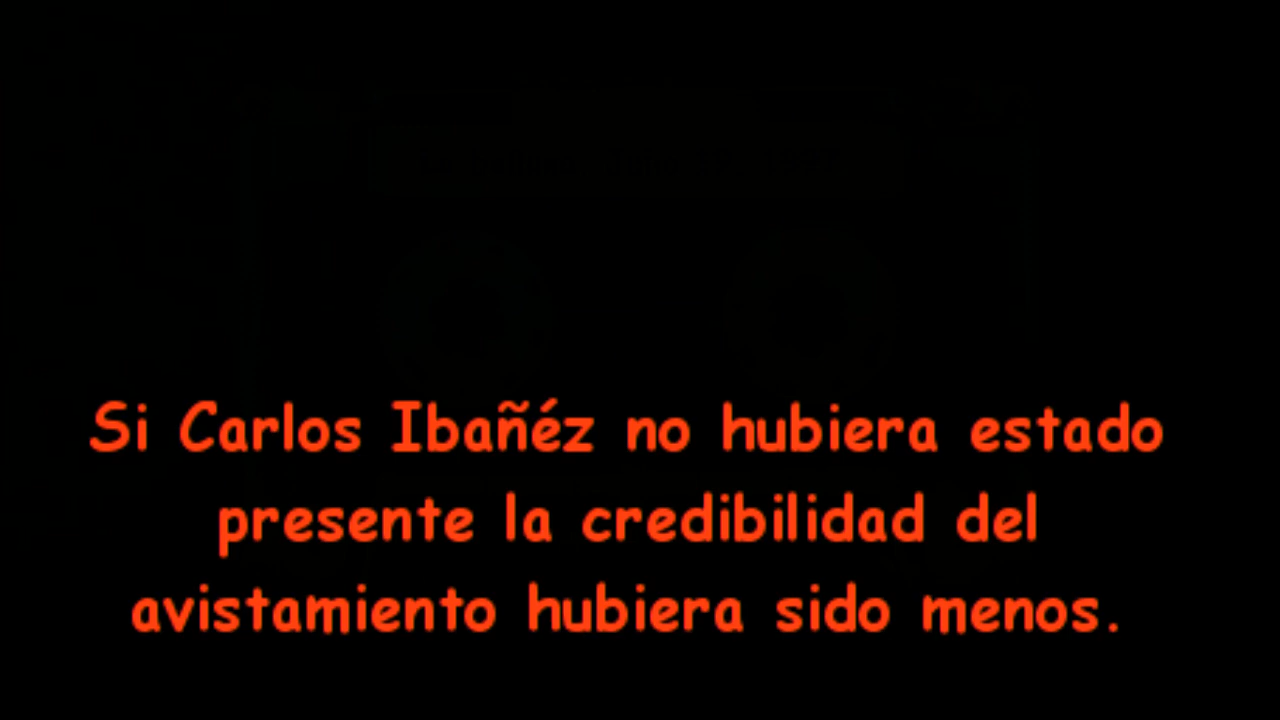 Si Carlos Ibañéz no hubiera estado
presente la credibilidad del
avistamiento hubiera sido menos.